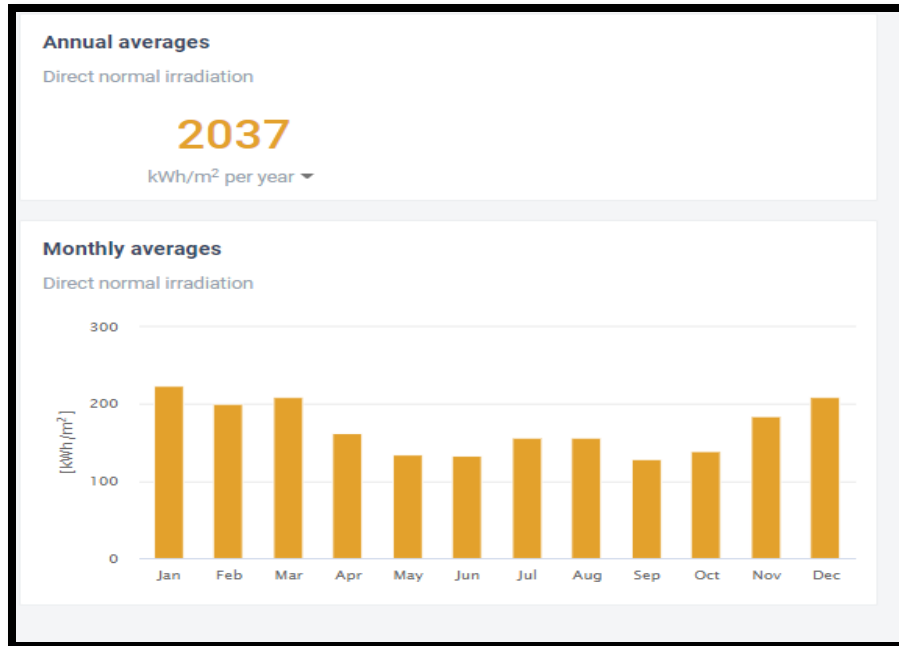 Annual averages
Direct normal irradiation
2037
kWh/m² per year
Monthly averages
Direct normal irradiation
[kWh/m²]
300
200
100
0
Jan Feb Mar Apr May Jun Jul Aug Sep Oct Nov Dec